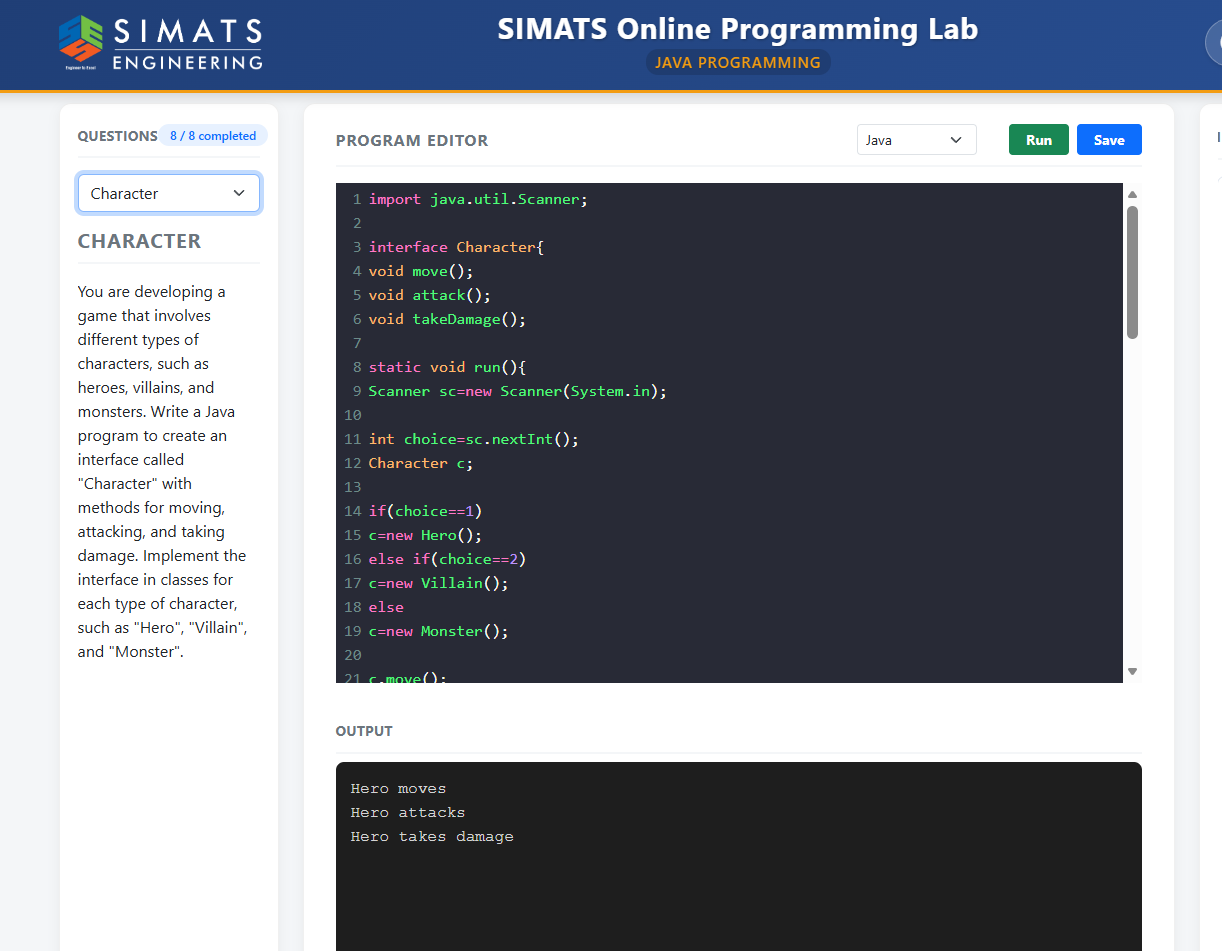 SIMATS
ENGINEERING
Engineer to Excel
SIMATS Online Programming Lab
JAVA PROGRAMMING
QUESTIONS 8 / 8 completed
Character
CHARACTER
You are developing a
game that involves
different types of
characters, such as
heroes, villains, and
monsters. Write a Java
program to create an
interface called
"Character" with
methods for moving,
attacking, and taking
damage. Implement the
interface in classes for
each type of character,
such as "Hero", "Villain",
and "Monster".
PROGRAM EDITOR Java Run Save
1 import java.util.Scanner;
2
3 interface Character{
4 void move();
5 void attack();
6 void takeDamage();
7
8 static void run(){
9 Scanner sc=new Scanner(System.in);
10
11 int choice=sc.nextInt();
12 Character c;
13
14 if(choice==1)
15 c=new Hero();
16 else if(choice==2)
17 c=new Villain();
18 else
19 c=new Monster();
20
21 c.move();
OUTPUT
Hero moves
Hero attacks
Hero takes damage